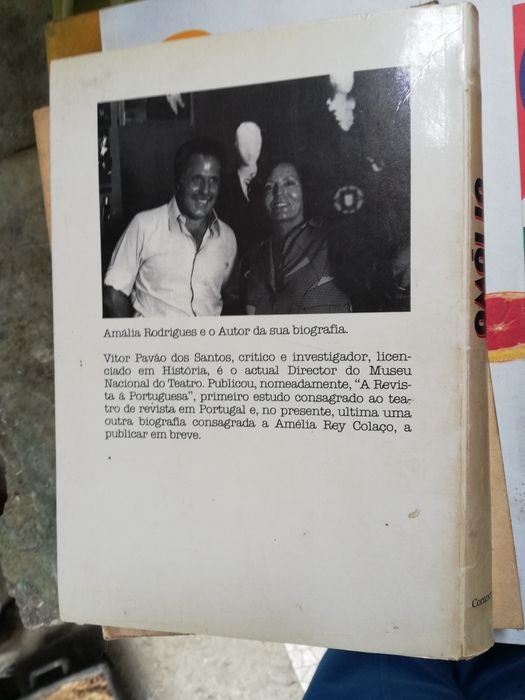 Amália Rodrigues e o Autor da sua biografia.
Vitor Pavão dos Santos, crítico e investigador, licen-
ciado em História, é o actual Director do Museu
Nacional do Teatro. Publicou, nomeadamente, “A Revis-
ta à Portuguesa”, primeiro estudo consagrado ao tea-
tro de revista em Portugal e, no presente, ultima uma
outra biografia consagrada a Amélia Rey Colaço, a
publicar em breve.
AMÁLIA